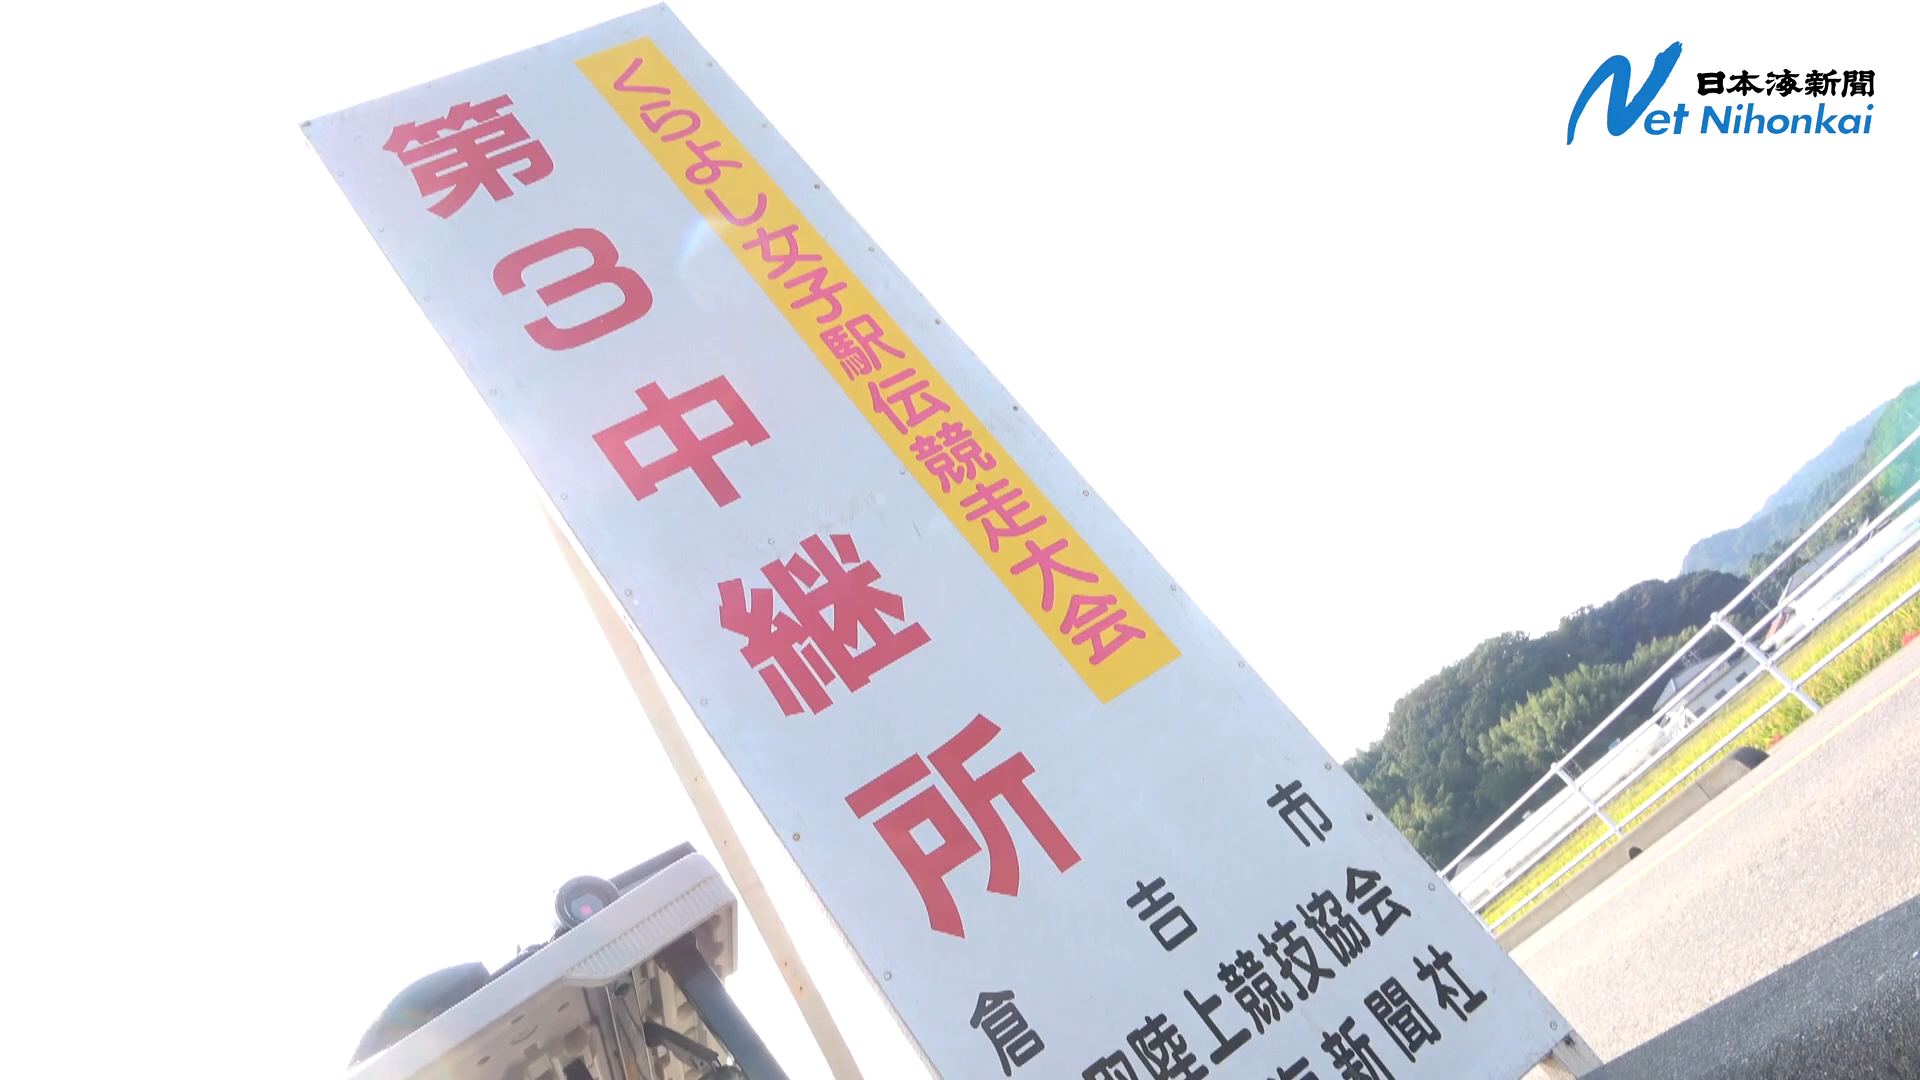 くらよし女子駅伝競走大会
第3中継所
倉吉市
陸上競技協会
海新聞社
日本海新聞
Net Nihonkai